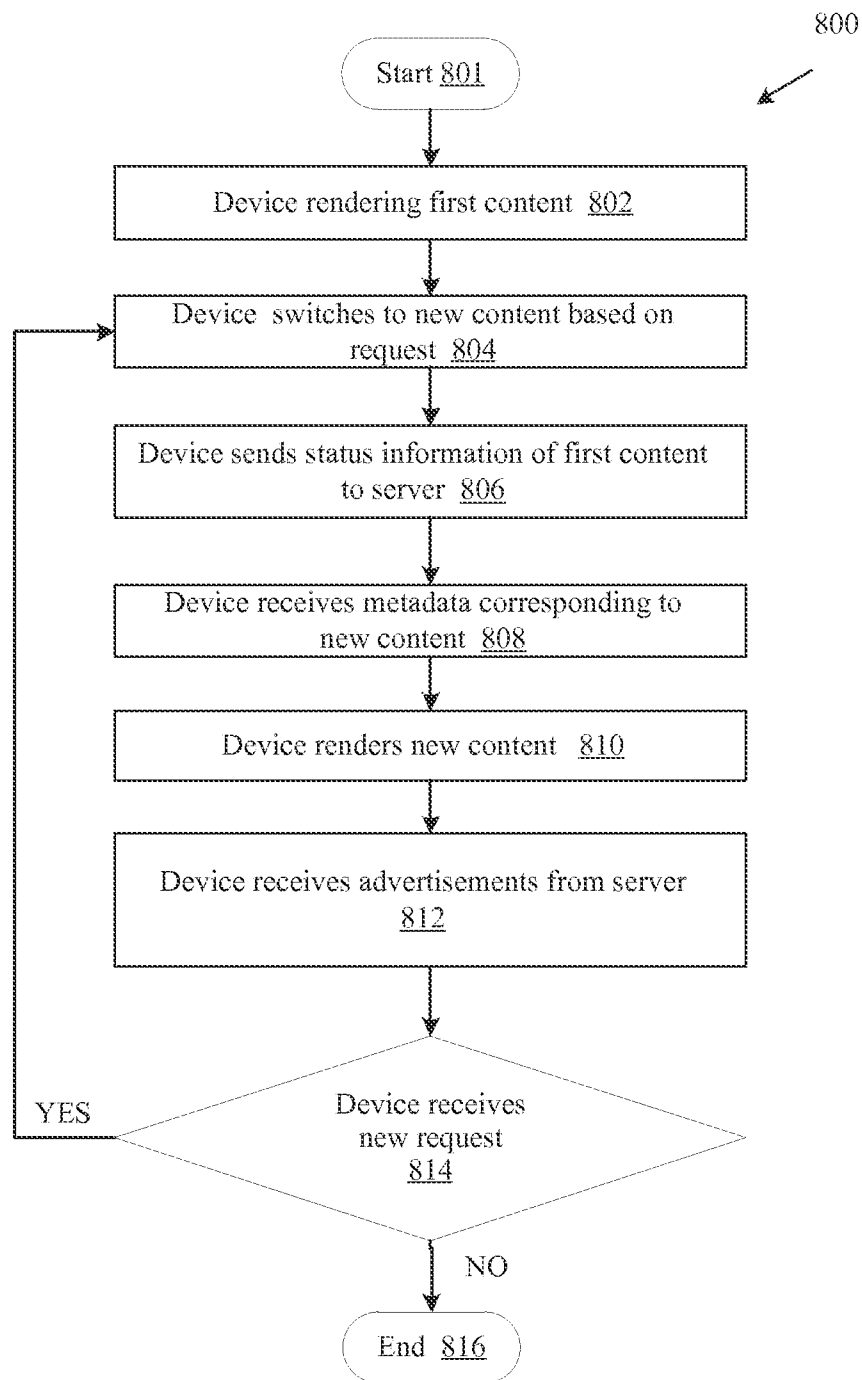 800
Start 801
Device rendering first content 802
Device switches to new content based on
request 804
Device sends status information of first content
to server 806
Device receives metadata corresponding to
new content 808
Device renders new content 810
Device receives advertisements from server
812
YES
Device receives
new request
814
NO
End 816